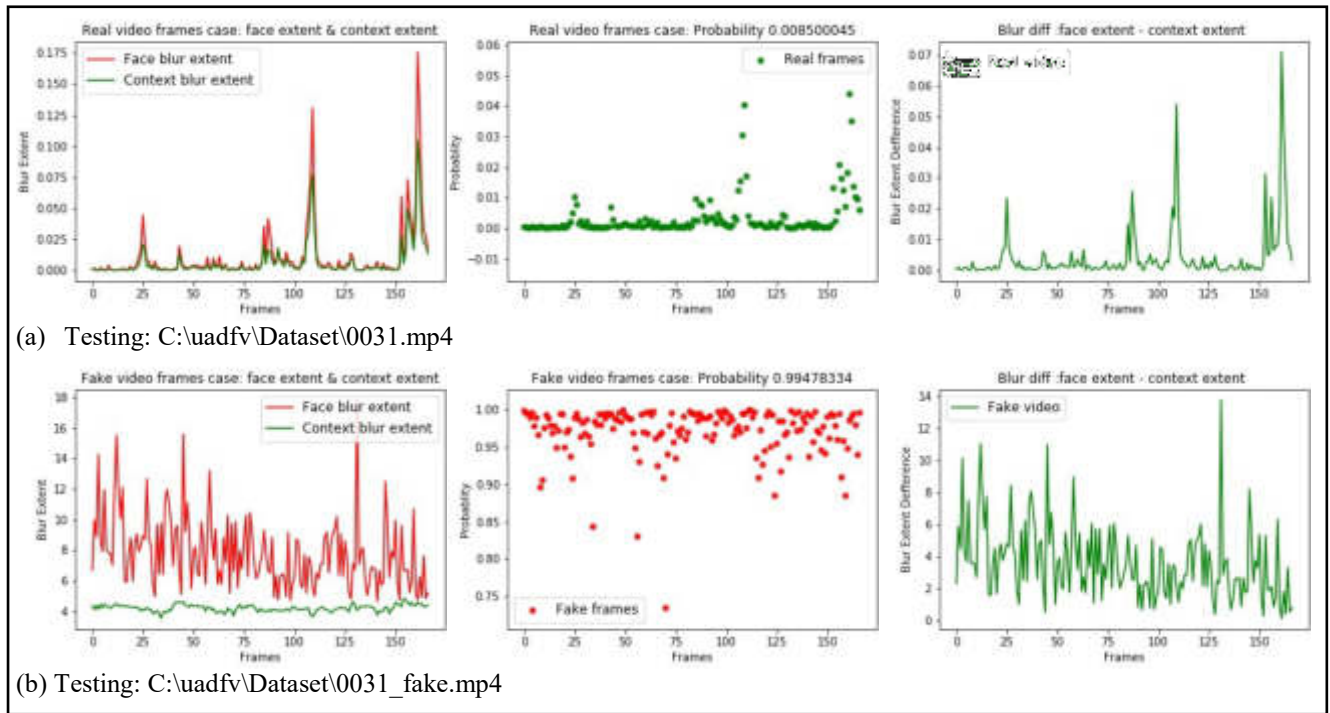 Real video frames case: face extent & context extent
0.175
0.150
0.125
0.100
0.075
0.050
0.025
0.000
Blur Extent
Face blur extent
Context blur extent
0 25 50 75 100 125 150
Frames
Real video frames case: Probability 0.008500045
0.06
0.05
0.04
0.03
0.02
0.01
0.00
−0.01
Probablity
Real frames
0 25 50 75 100 125 150
Frames
Blur diff :face extent - context extent
0.07
0.06
0.05
0.04
0.03
0.02
0.01
0.00
Blur Extent Defference
0 25 50 75 100 125 150
Frames
(a) Testing: C:\uadfv\Dataset\0031.mp4
Fake video frames case: face extent & context extent
18
16
14
12
10
8
6
4
Blur Extent
Face blur extent
Context blur extent
0 25 50 75 100 125 150
Frames
Fake video frames case: Probability 0.99478334
1.00
0.95
0.90
0.85
0.80
0.75
Probablity
Fake frames
0 25 50 75 100 125 150
Frames
Blur diff :face extent - context extent
14
12
10
8
6
4
2
0
Blur Extent Defference
Fake video
0 25 50 75 100 125 150
Frames
(b) Testing: C:\uadfv\Dataset\0031_fake.mp4